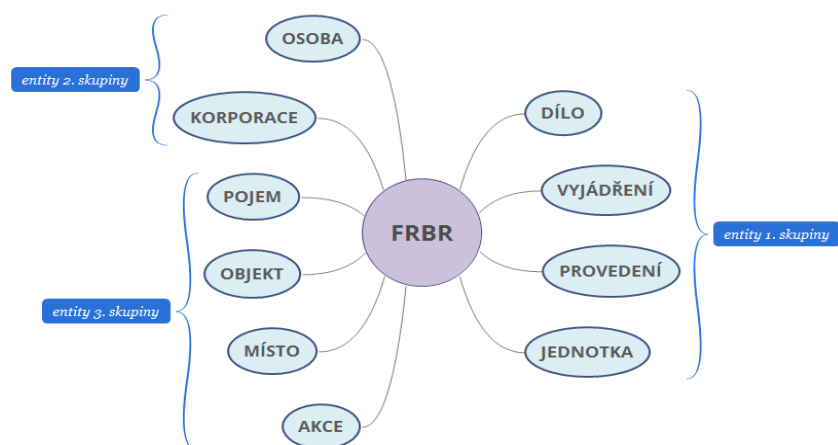 OSOBA
entity 2. skupiny
KORPORACE
POJEM
OBJEKT
entity 3. skupiny
MÍSTO
AKCE
FRBR
DÍLO
VYJÁDŘENÍ
entity 1. skupiny
PROVEDENÍ
JEDNOTKA